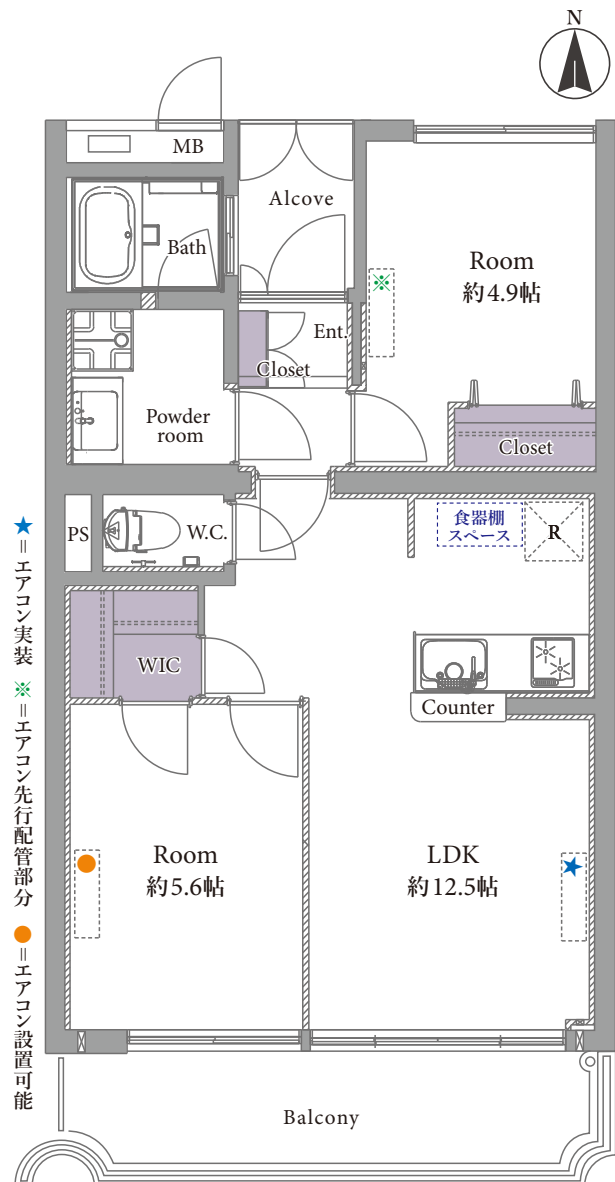 N
MB
Alcove
Bath
Room
約4.9帖
※
Ent.
Closet
Powder
room
Closet
PS
W.C.
食器棚
スペース
R
WIC
Counter
Room
約5.6帖
LDK
約12.5帖
★
●
Balcony
★=エアコン実装 ※=エアコン先行配管部分 ●=エアコン設置可能